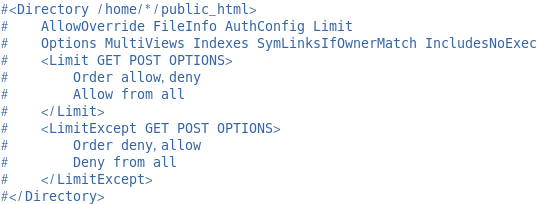 #<Directory /home/*/public_html>
#    AllowOverride FileInfo AuthConfig Limit
#    Options MultiViews Indexes SymLinksIfOwnerMatch IncludesNoExec
#    <Limit GET POST OPTIONS>
#        Order allow,deny
#        Allow from all
#    </Limit>
#    <LimitExcept GET POST OPTIONS>
#        Order deny,allow
#        Deny from all
#    </LimitExcept>
#</Directory>